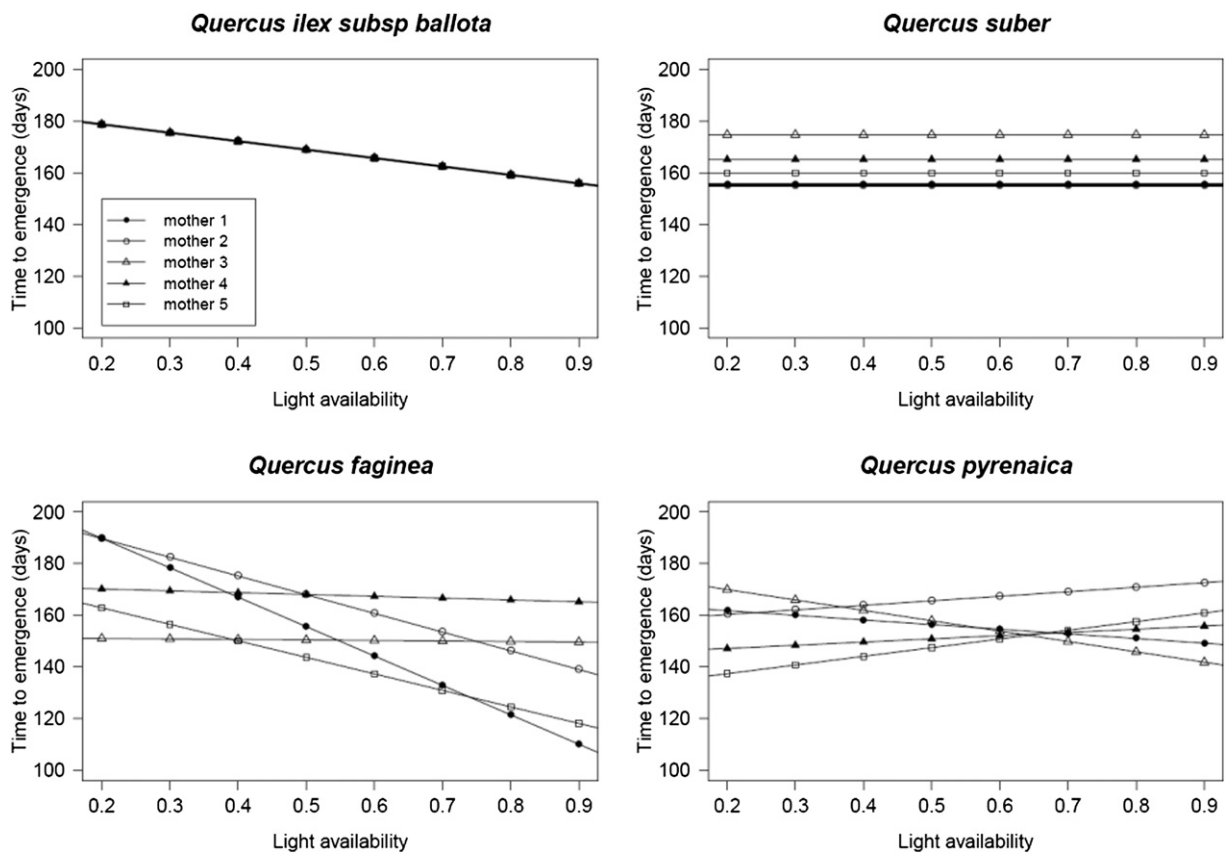 Quercus ilex subsp ballota
200
180
160
140
120
100
Time to emergence (days)
mother 1
mother 2
mother 3
mother 4
mother 5
0.2 0.3 0.4 0.5 0.6 0.7 0.8 0.9
Light availability
Quercus suber
200
180
160
140
120
100
Time to emergence (days)
0.2 0.3 0.4 0.5 0.6 0.7 0.8 0.9
Light availability
Quercus faginea
200
180
160
140
120
100
Time to emergence (days)
0.2 0.3 0.4 0.5 0.6 0.7 0.8 0.9
Light availability
Quercus pyrenaica
200
180
160
140
120
100
Time to emergence (days)
0.2 0.3 0.4 0.5 0.6 0.7 0.8 0.9
Light availability